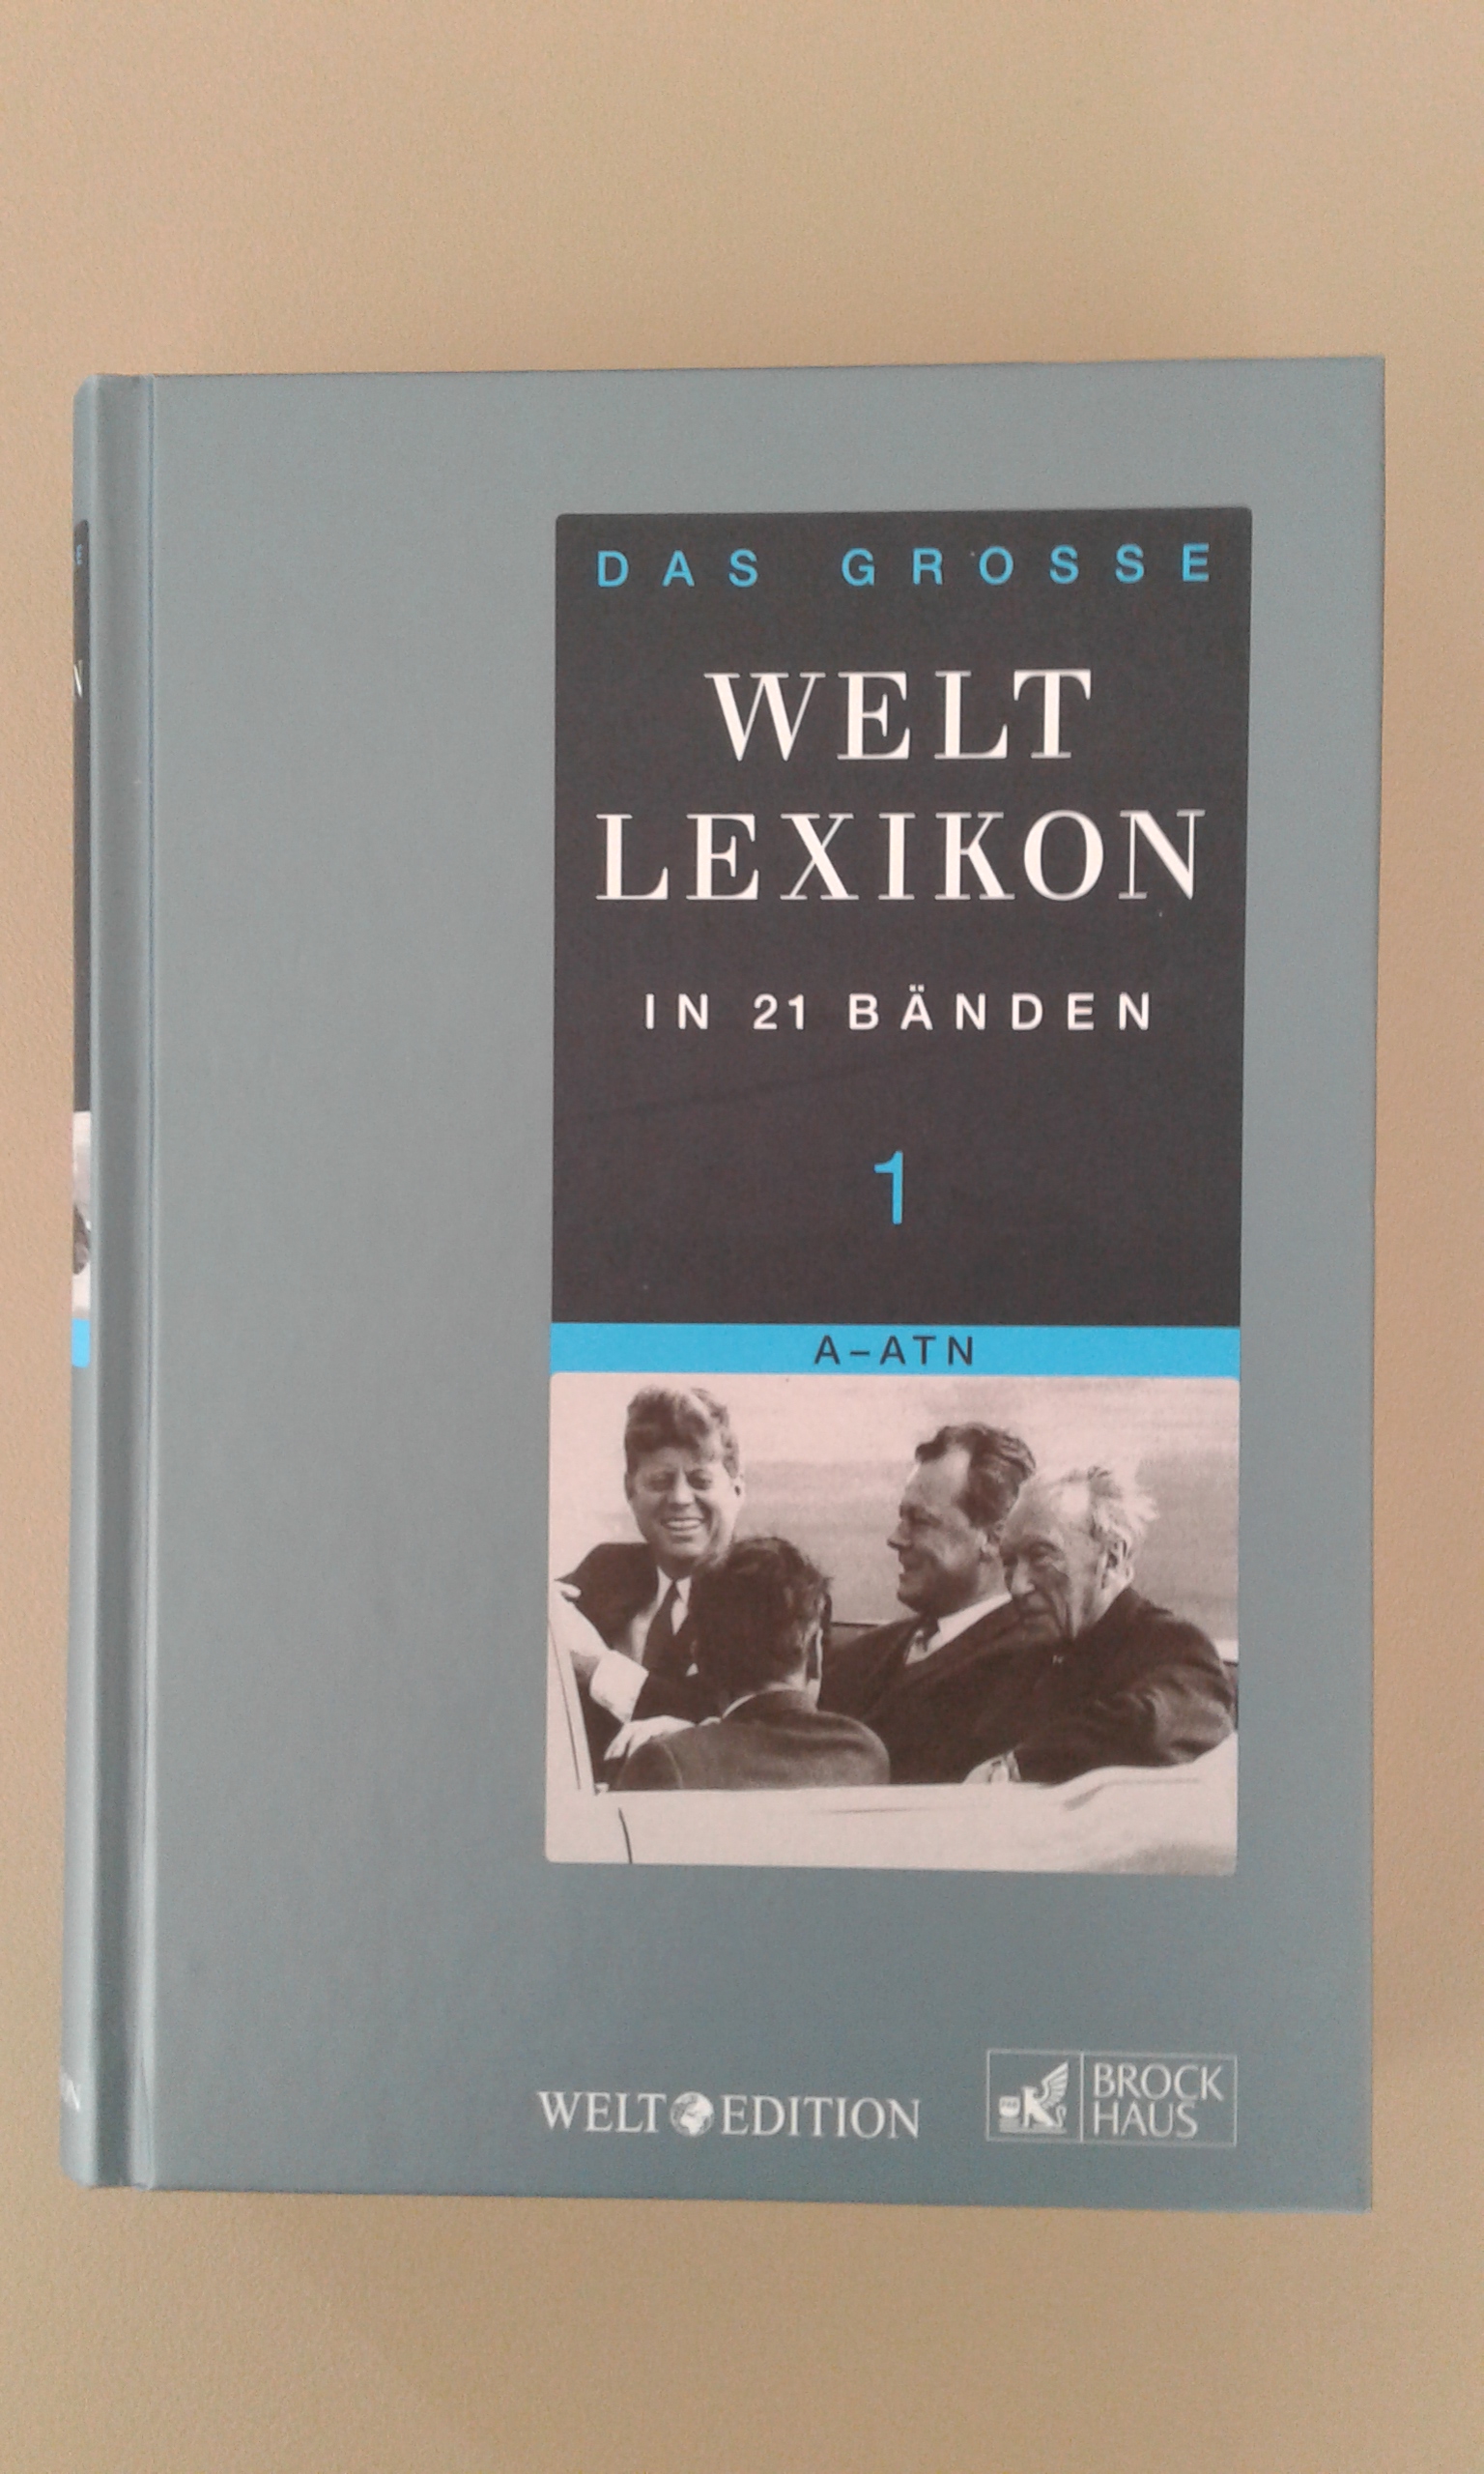 DAS GROSSE
WELT
LEXIKON
IN 21 BÄNDEN
1
A–ATN
WELT EDITION
BROCK
HAUS